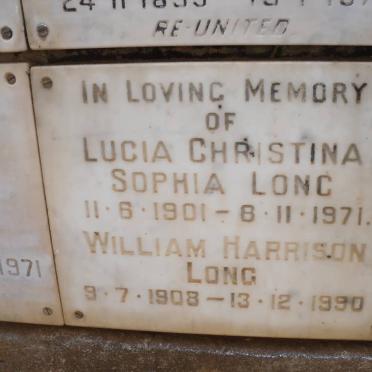 RE-UNITED
IN LOVING MEMORY
OF
LUCIA CHRISTINA
SOPHIA LONG
11·6·1901 – 8·11·1971.
WILLIAM HARRISON
LONG
9·7·1908 – 13·12·1990
1971